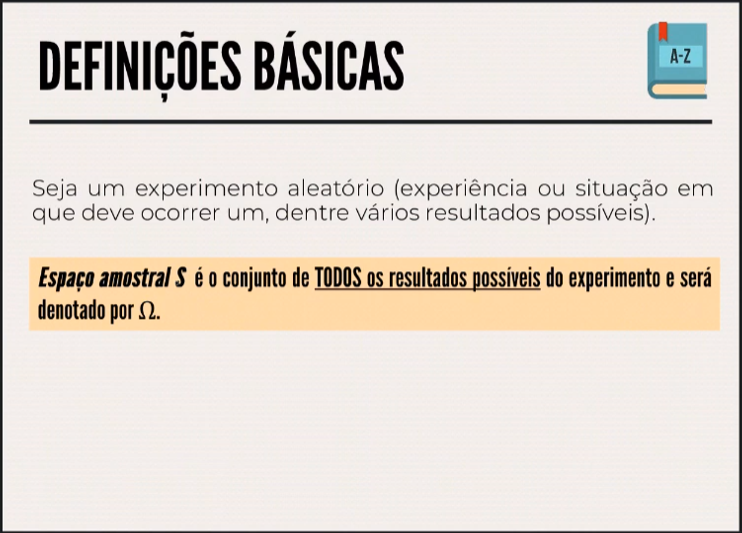 DEFINIÇÕES BÁSICAS
A-Z
Seja um experimento aleatório (experiência ou situação em
que deve ocorrer um, dentre vários resultados possíveis).
Espaço amostral S é o conjunto de TODOS os resultados possíveis do experimento e será
denotado por Ω.